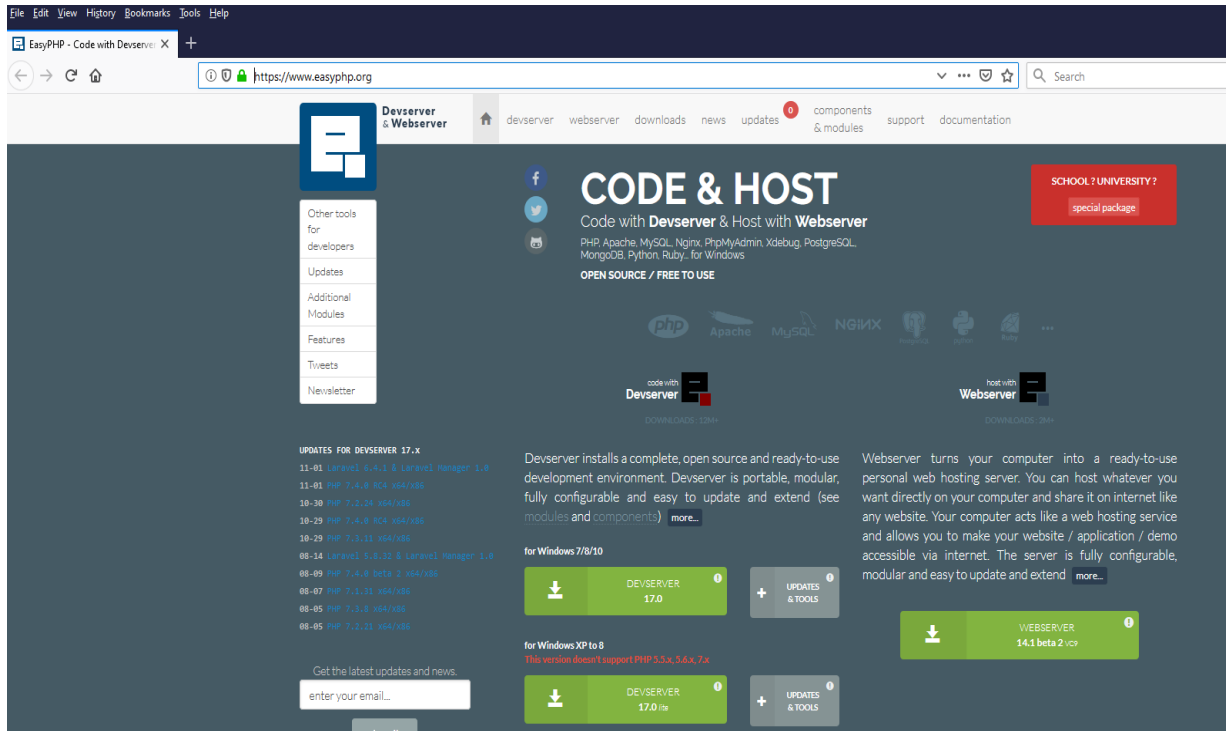 File Edit View History Bookmarks Tools Help
EasyPHP - Code with Devserver
https://www.easyphp.org
Search
Devserver
& Webserver
devserver webserver downloads news updates 0 components
& modules support documentation
Other tools
for
developers
Updates
Additional
Modules
Features
Tweets
Newsletter
CODE & HOST
Code with Devserver & Host with Webserver
PHP, Apache, MySQL, Nginx, PhpMyAdmin, Xdebug, PostgreSQL,
MongoDB, Python, Ruby... for Windows
OPEN SOURCE / FREE TO USE
SCHOOL ? UNIVERSITY ?
special package
php Apache MySQL NGINX PostgreSQL python Ruby ...
code with
Devserver
DOWNLOADS : 12M+
host with
Webserver
DOWNLOADS : 2M+
UPDATES FOR DEVSERVER 17.x
11-01 Laravel 6.4.1 & Laravel Manager 1.0
11-01 PHP 7.4.0 RC4 x64/x86
10-30 PHP 7.2.24 x64/x86
10-29 PHP 7.4.0 RC4 x64/x86
10-29 PHP 7.3.11 x64/x86
08-14 Laravel 5.8.32 & Laravel Manager 1.0
08-09 PHP 7.4.0 beta 2 x64/x86
08-07 PHP 7.1.31 x64/x86
08-05 PHP 7.3.8 x64/x86
08-05 PHP 7.2.21 x64/x86
Get the latest updates and news.
enter your email...
Devserver installs a complete, open source and ready-to-use
development environment. Devserver is portable, modular,
fully configurable and easy to update and extend (see
modules and components) more...
for Windows 7/8/10
DEVSERVER
17.0
UPDATES
& TOOLS
0
for Windows XP to 8
This version doesn't support PHP 5.5.x, 5.6.x, 7.x
DEVSERVER
17.0 lite
UPDATES
& TOOLS
0
Webserver turns your computer into a ready-to-use
personal web hosting server. You can host whatever you
want directly on your computer and share it on internet like
any website. Your computer acts like a web hosting service
and allows you to make your website / application / demo
accessible via internet. The server is fully configurable,
modular and easy to update and extend more...
WEBSERVER
14.1 beta 2 VC9